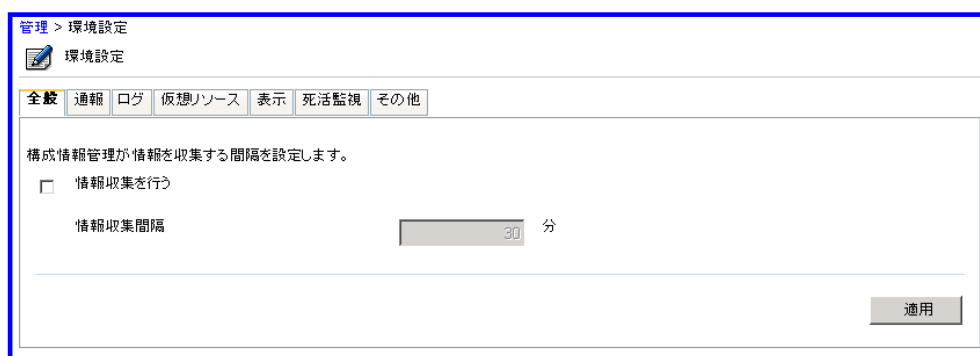 管理 > 環境設定
環境設定
全般 通報 ログ 仮想リソース 表示 死活監視 その他
構成情報管理が情報を収集する間隔を設定します。
情報収集を行う
情報収集間隔 30 分
適用